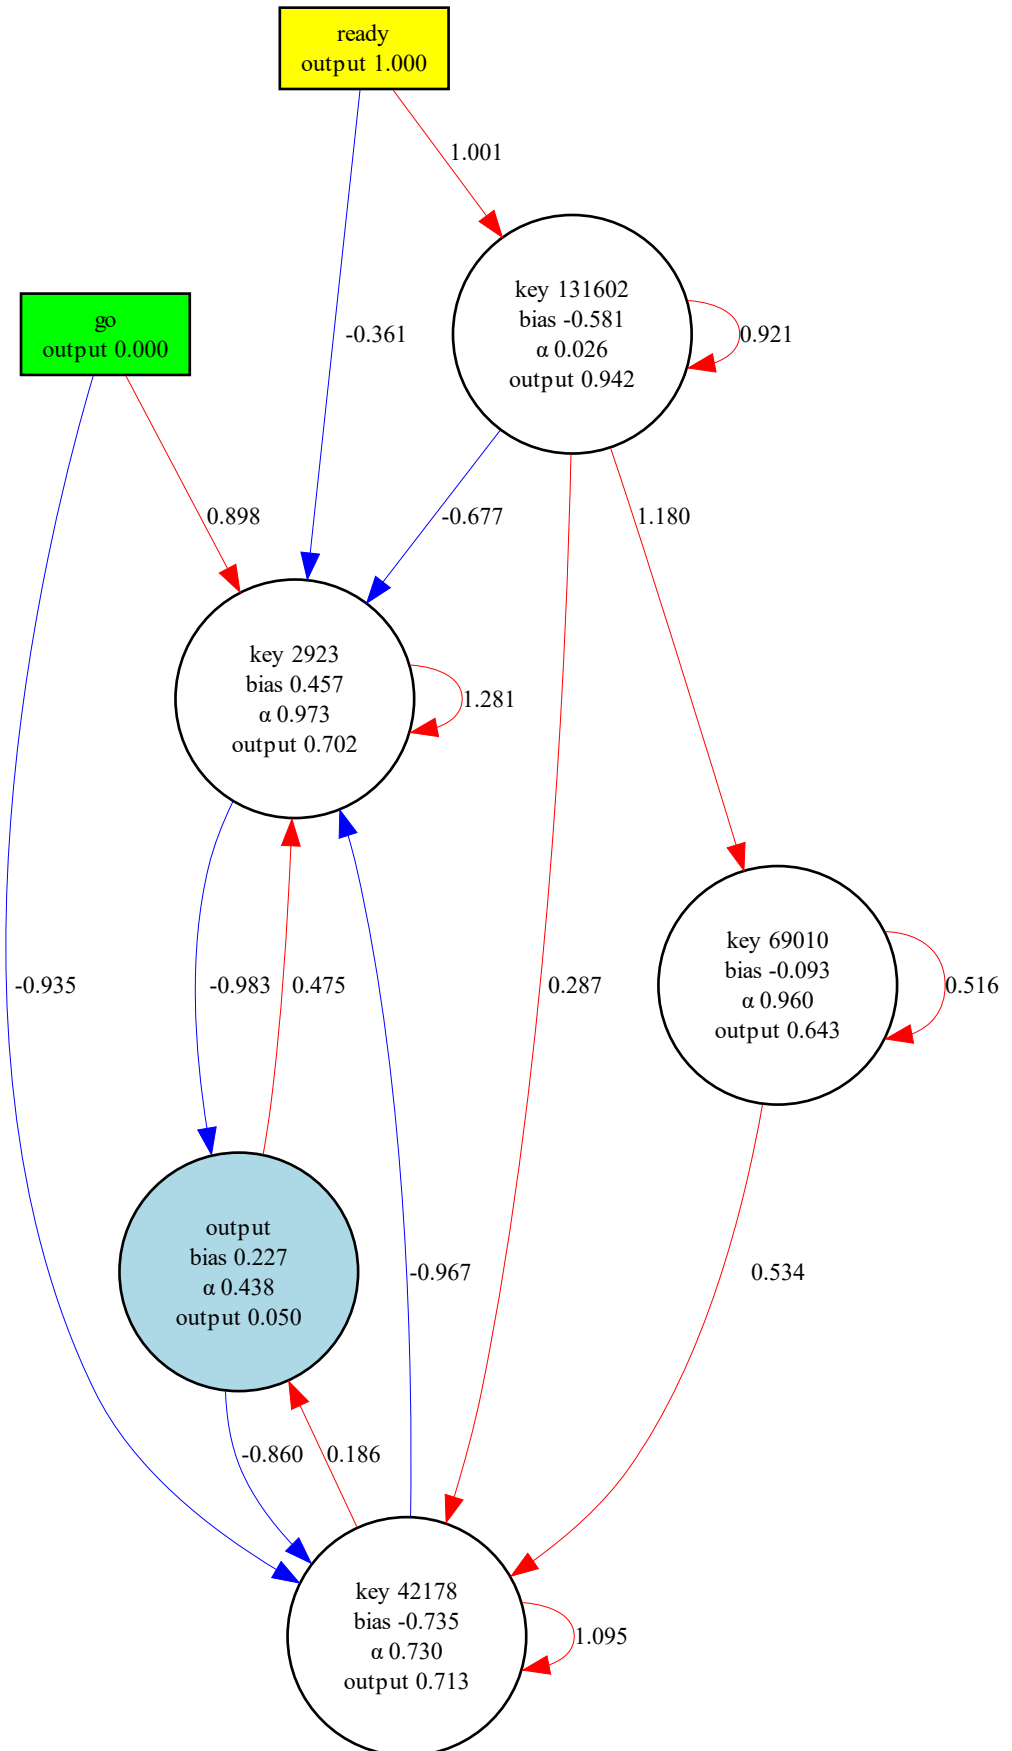 ready
output 1.000
1.001
key 131602
bias -0.581
α 0.026
output 0.942
0.921
-0.361
go
output 0.000
0.898
-0.677
1.180
key 2923
bias 0.457
α 0.973
output 0.702
1.281
key 69010
bias -0.093
α 0.960
output 0.643
0.516
-0.935
-0.983
0.475
0.287
output
bias 0.227
α 0.438
output 0.050
-0.967
0.534
-0.860
0.186
key 42178
bias -0.735
α 0.730
output 0.713
1.095